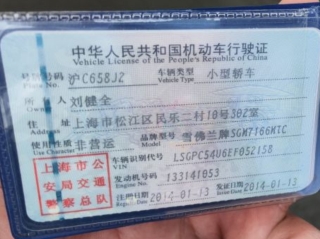 中华人民共和国机动车行驶证
Vehicle License of the People's Republic of China
号牌号码 沪C658J2 车辆类型 小型轿车
Plate No. Vehicle Type
所有人 刘健全
Owner
住址 上海市松江区民乐二村10号302室
Address
使用性质 非营运 品牌型号 雪佛兰牌SGM7166MTC
上海市公安局交通警察总队
车辆识别代号 LSGPC54U6EF052158
VIN
发动机号码 133141053
Engine No.
注册日期 2014-01-13 发证日期 2014-01-13
Issue Date